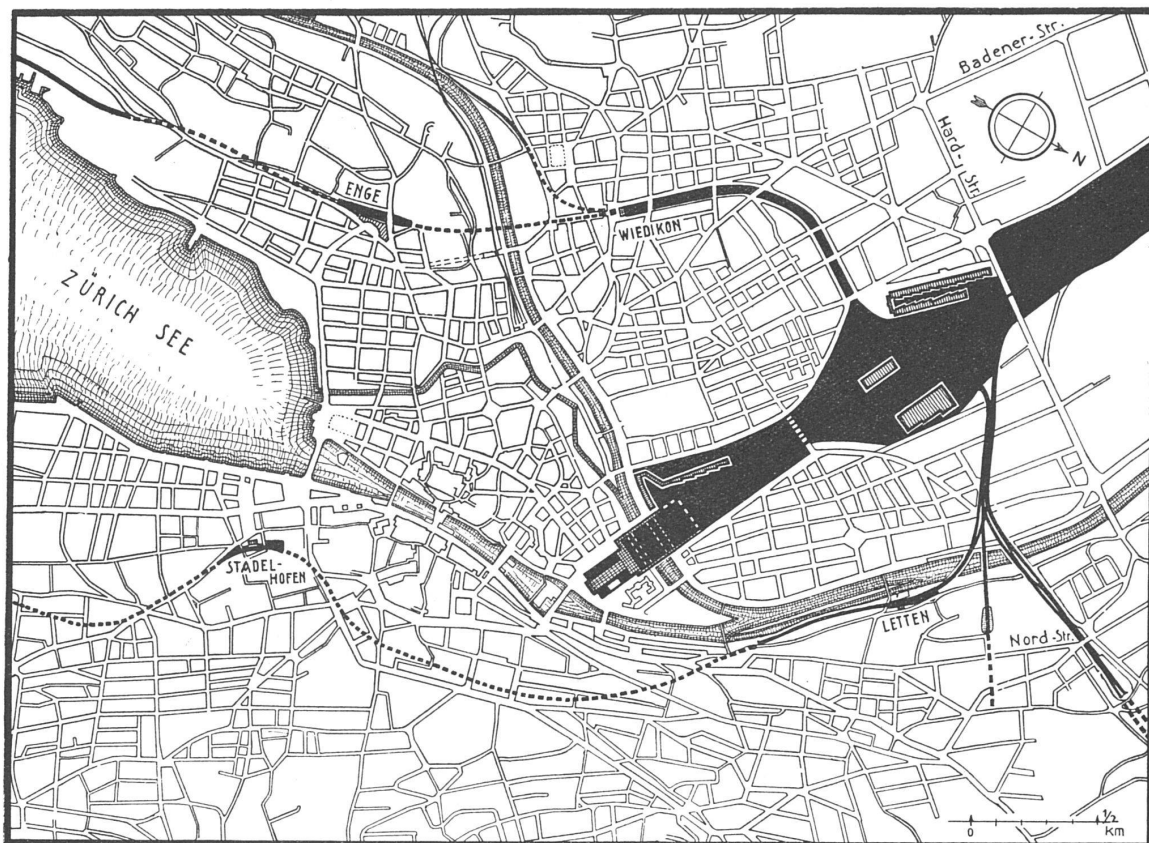 Badener-Str.
Hard-Str.
N
ENGE
WIEDIKON
ZÜRICH SEE
STADEL-
HOFEN
LETTEN
Nord-Str.
0
1/2
km